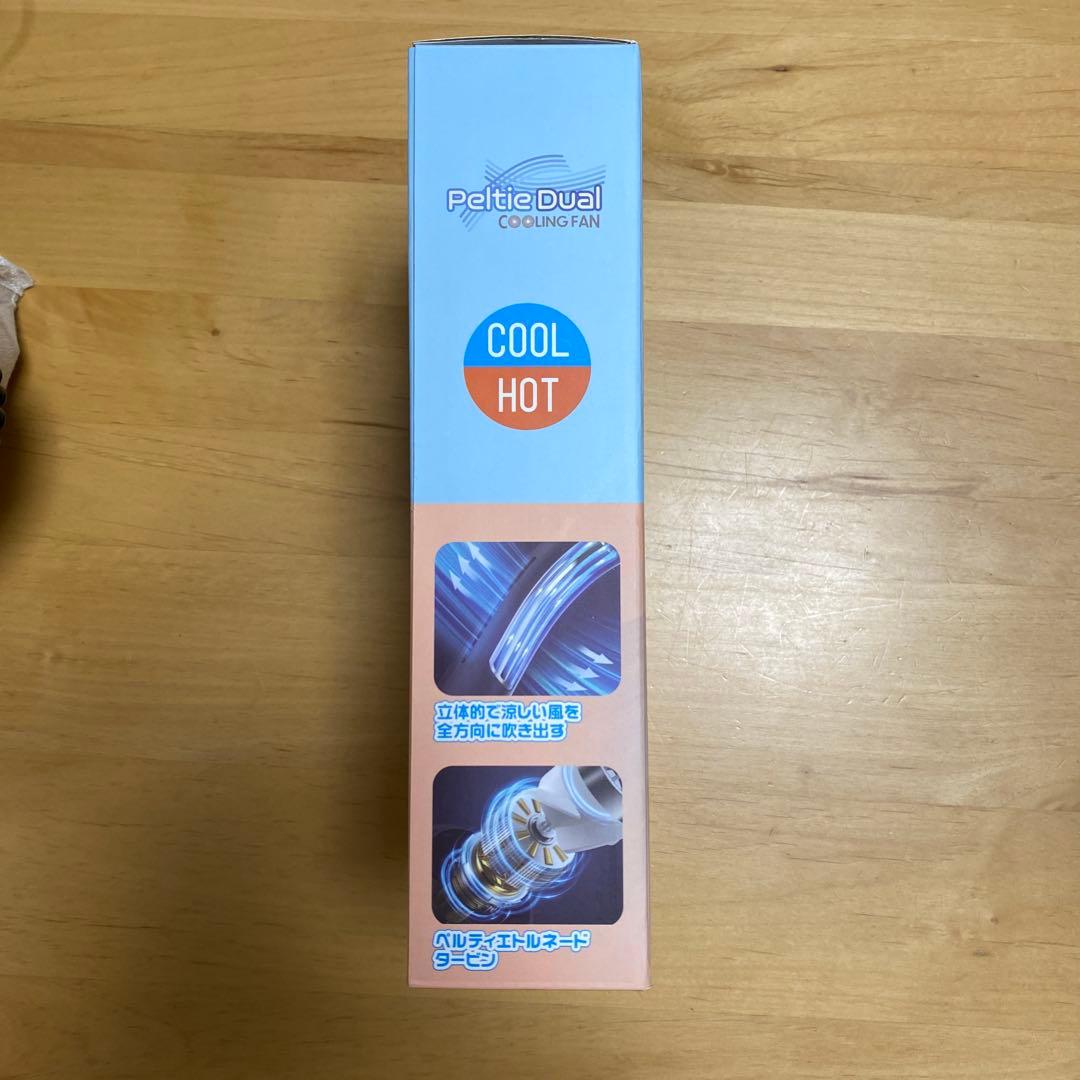 Peltie Dual
COOLING FAN
COOL
HOT
立体的で涼しい風を
全方向に吹き出す
ペルティエトルネード
タービン